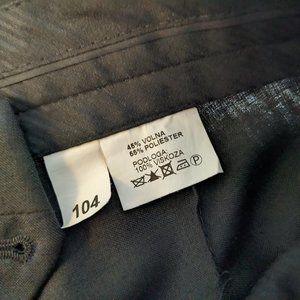 45% VOLNA
55% POLIESTER
PODLOGA:
100% VISKOZA
P
104